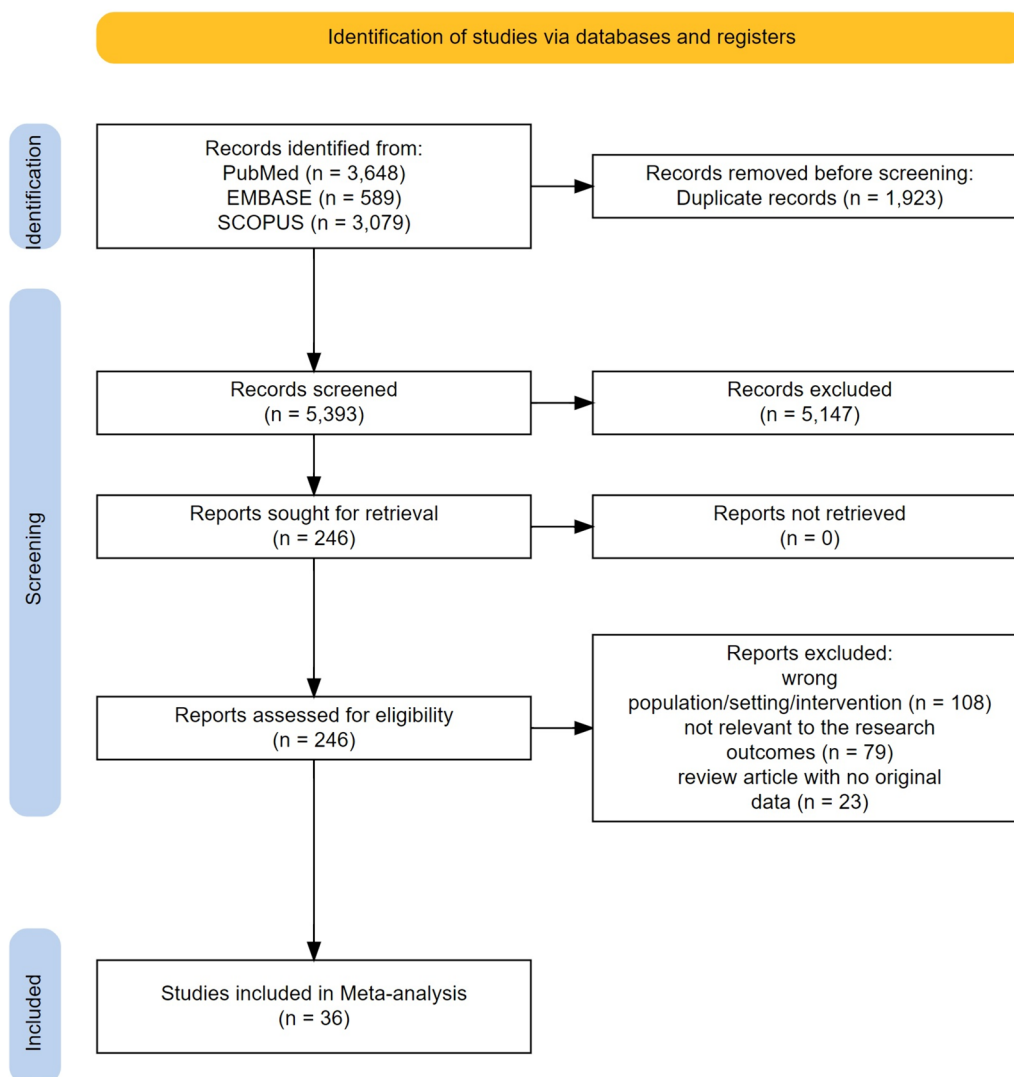 Identification of studies via databases and registers
Identification
Records identified from:
PubMed (n = 3,648)
EMBASE (n = 589)
SCOPUS (n = 3,079)
Records removed before screening:
Duplicate records (n = 1,923)
Screening
Records screened
(n = 5,393)
Records excluded
(n = 5,147)
Reports sought for retrieval
(n = 246)
Reports not retrieved
(n = 0)
Reports assessed for eligibility
(n = 246)
Reports excluded:
wrong
population/setting/intervention (n = 108)
not relevant to the research
outcomes (n = 79)
review article with no original
data (n = 23)
Included
Studies included in Meta-analysis
(n = 36)